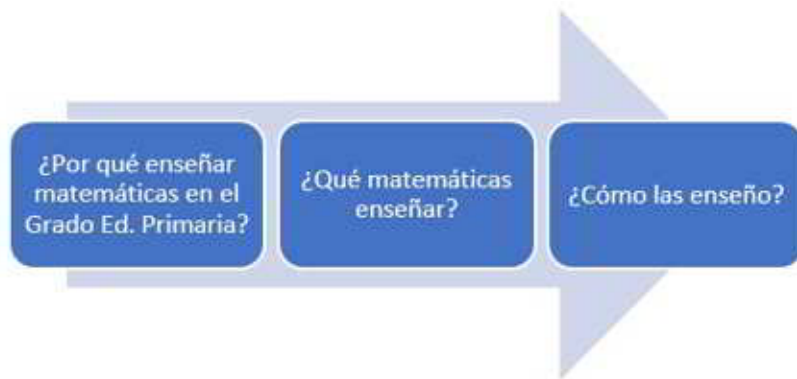 ¿Por qué enseñar
matemáticas en el
Grado Ed. Primaria?
¿Qué matemáticas
enseñar?
¿Cómo las enseño?